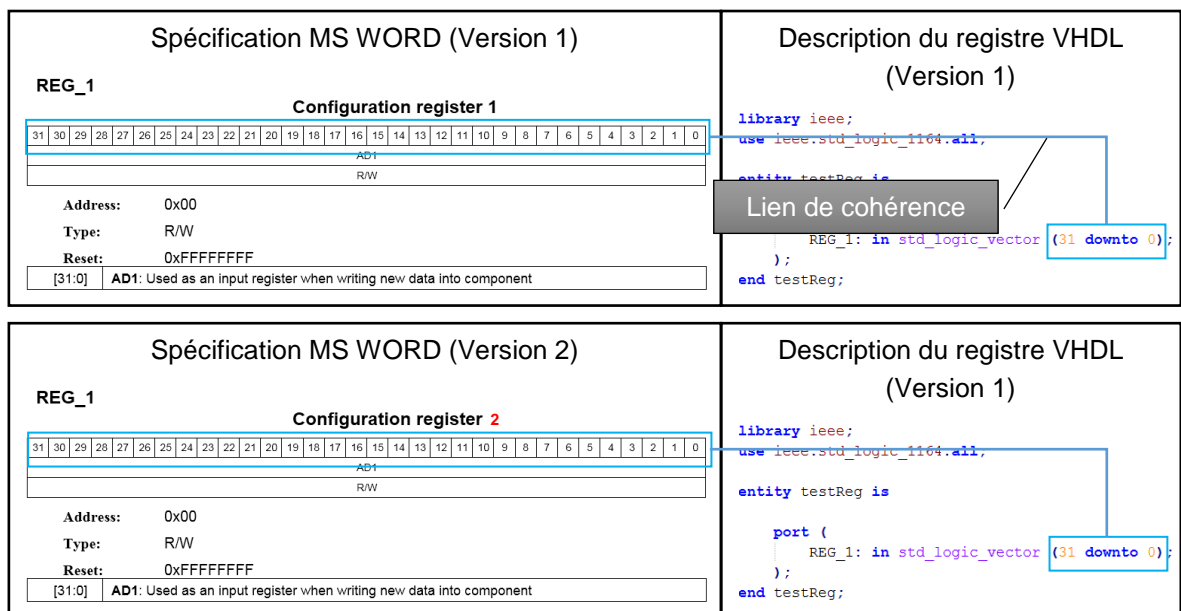 Spécification MS WORD (Version 1)
REG_1
Configuration register 1
31 30 29 28 27 26 25 24 23 22 21 20 19 18 17 16 15 14 13 12 11 10 9 8 7 6 5 4 3 2 1 0
AD1
R/W
Address: 0x00
Type: R/W
Reset: 0xFFFFFFFF
[31:0] AD1: Used as an input register when writing new data into component
Description du registre VHDL
(Version 1)
library ieee;
use ieee.std_logic_1164.all;
entity testReg is
Lien de cohérence
REG_1: in std_logic_vector (31 downto 0);
);
end testReg;
Spécification MS WORD (Version 2)
REG_1
Configuration register 2
31 30 29 28 27 26 25 24 23 22 21 20 19 18 17 16 15 14 13 12 11 10 9 8 7 6 5 4 3 2 1 0
AD1
R/W
Address: 0x00
Type: R/W
Reset: 0xFFFFFFFF
[31:0] AD1: Used as an input register when writing new data into component
Description du registre VHDL
(Version 1)
library ieee;
use ieee.std_logic_1164.all;
entity testReg is
port (
REG_1: in std_logic_vector (31 downto 0);
);
end testReg;